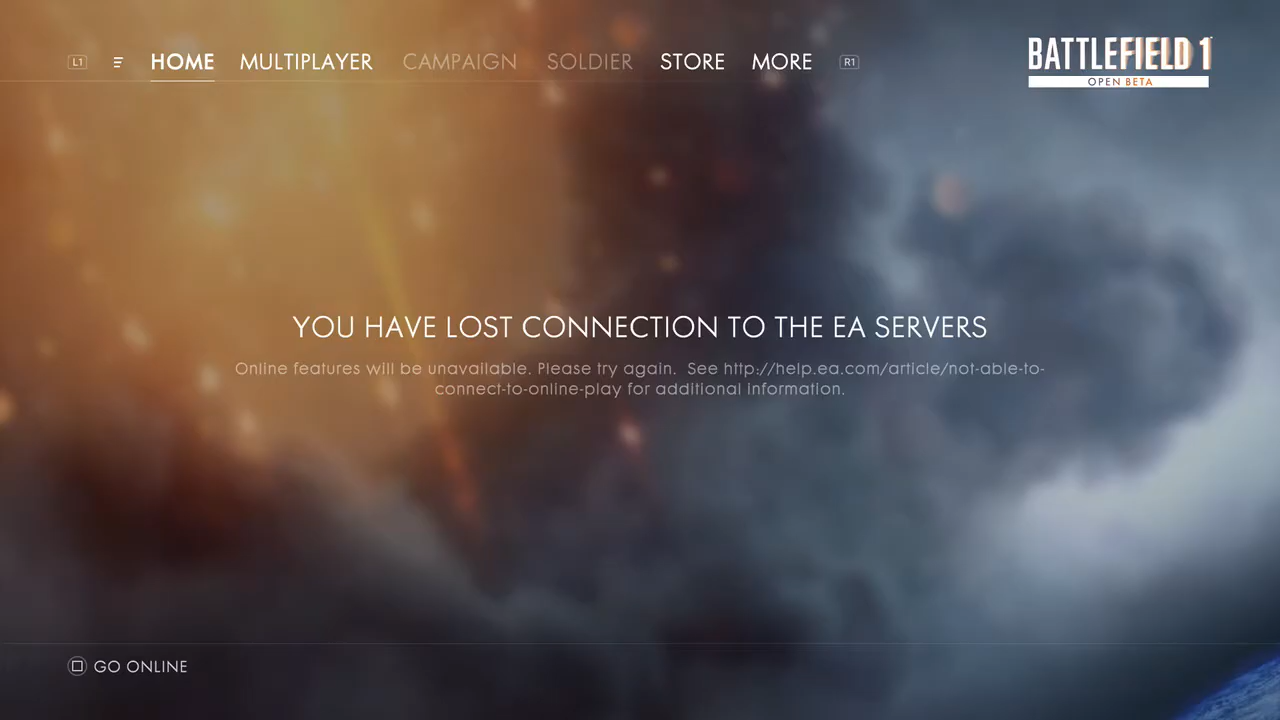 L1 HOME MULTIPLAYER CAMPAIGN SOLDIER STORE MORE R1
BATTLEFIELD 1
OPEN BETA
YOU HAVE LOST CONNECTION TO THE EA SERVERS
Online features will be unavailable. Please try again.  See http://help.ea.com/article/not-able-to-
connect-to-online-play for additional information.
GO ONLINE